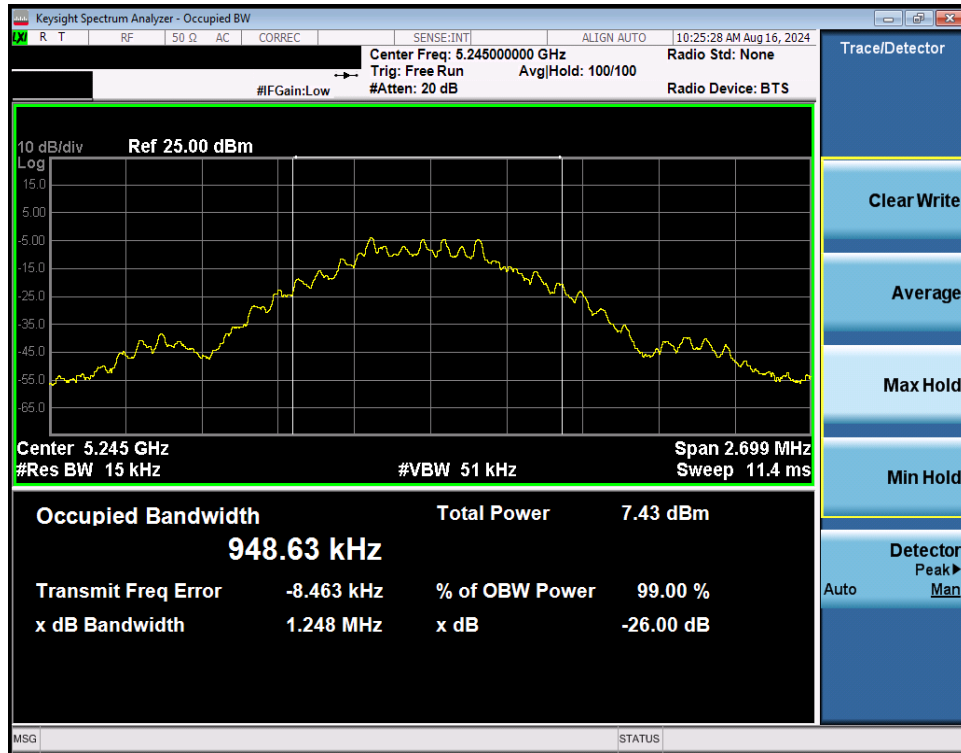 Keysight Spectrum Analyzer - Occupied BW
LXI R T RF 50 Ω AC CORREC SENSE:INT ALIGN AUTO 10:25:28 AM Aug 16, 2024
Center Freq: 5.245000000 GHz Radio Std: None
Trig: Free Run Avg|Hold: 100/100
#IFGain:Low #Atten: 20 dB Radio Device: BTS
10 dB/div Ref 25.00 dBm
Log
15.0
5.00
-5.00
-15.0
-25.0
-35.0
-45.0
-55.0
-65.0
Center 5.245 GHz Span 2.699 MHz
#Res BW 15 kHz #VBW 51 kHz Sweep 11.4 ms
Occupied Bandwidth Total Power 7.43 dBm
948.63 kHz
Transmit Freq Error -8.463 kHz % of OBW Power 99.00 %
x dB Bandwidth 1.248 MHz x dB -26.00 dB
MSG STATUS
Trace/Detector
Clear Write
Average
Max Hold
Min Hold
Detector
Peak▶
Auto Man